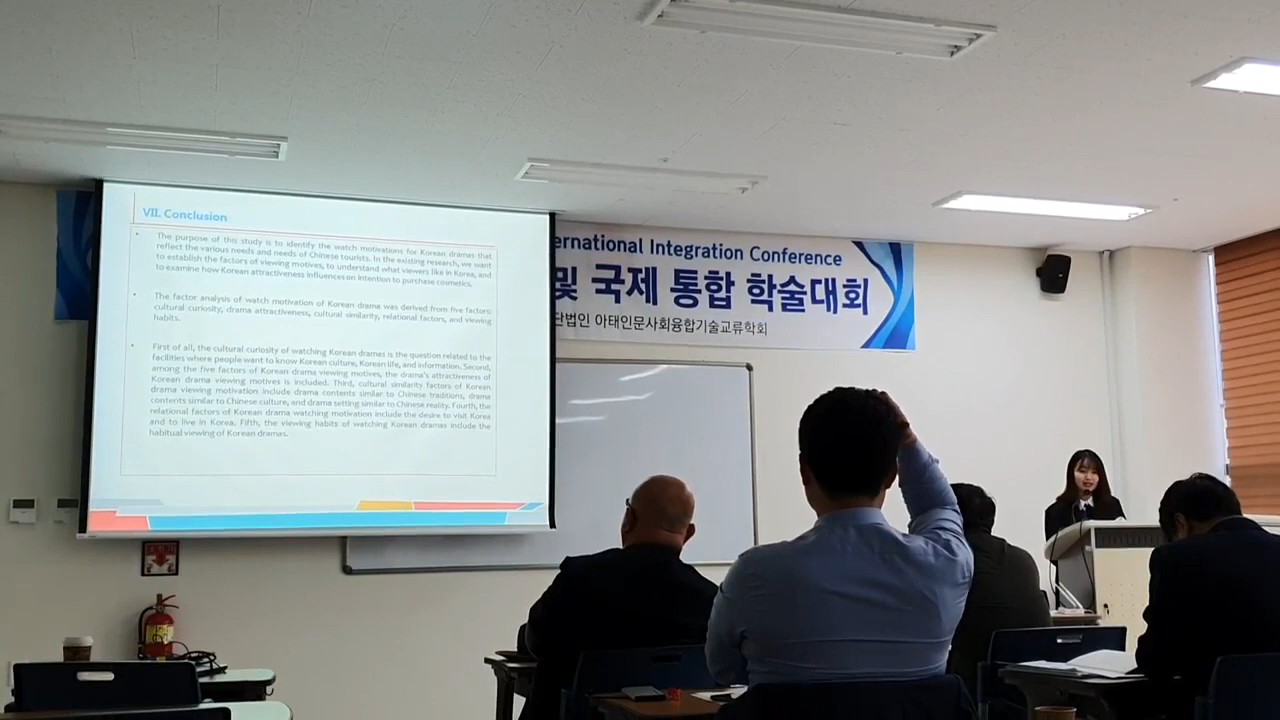 VII. Conclusion
• The purpose of this study is to identify the watch motivations for Korean dramas that
reflect the various needs and needs of Chinese tourists. In the existing research, we want
to establish the factors of viewing motives, to understand what viewers like in Korea, and
to examine how Korean attractiveness influences on intention to purchase cosmetics.
• The factor analysis of watch motivation of Korean drama was derived from five factors:
cultural curiosity, drama attractiveness, cultural similarity, relational factors, and viewing
habits.
• First of all, the cultural curiosity of watching Korean dramas is the question related to the
facilities where people want to know Korean culture, Korean life, and information. Second,
among the five factors of Korean drama viewing motives, the drama's attractiveness of
Korean drama viewing motives is included. Third, cultural similarity factors of Korean
drama viewing motivation include drama contents similar to Chinese traditions, drama
contents similar to Chinese culture, and drama setting similar to Chinese reality. Fourth, the
relational factors of Korean drama watching motivation include the desire to visit Korea
and to live in Korea. Fifth, the viewing habits of watching Korean dramas include the
habitual viewing of Korean dramas.
ernational Integration Conference
및 국제 통합 학술대회
단법인 아태인문사회융합기술교류학회